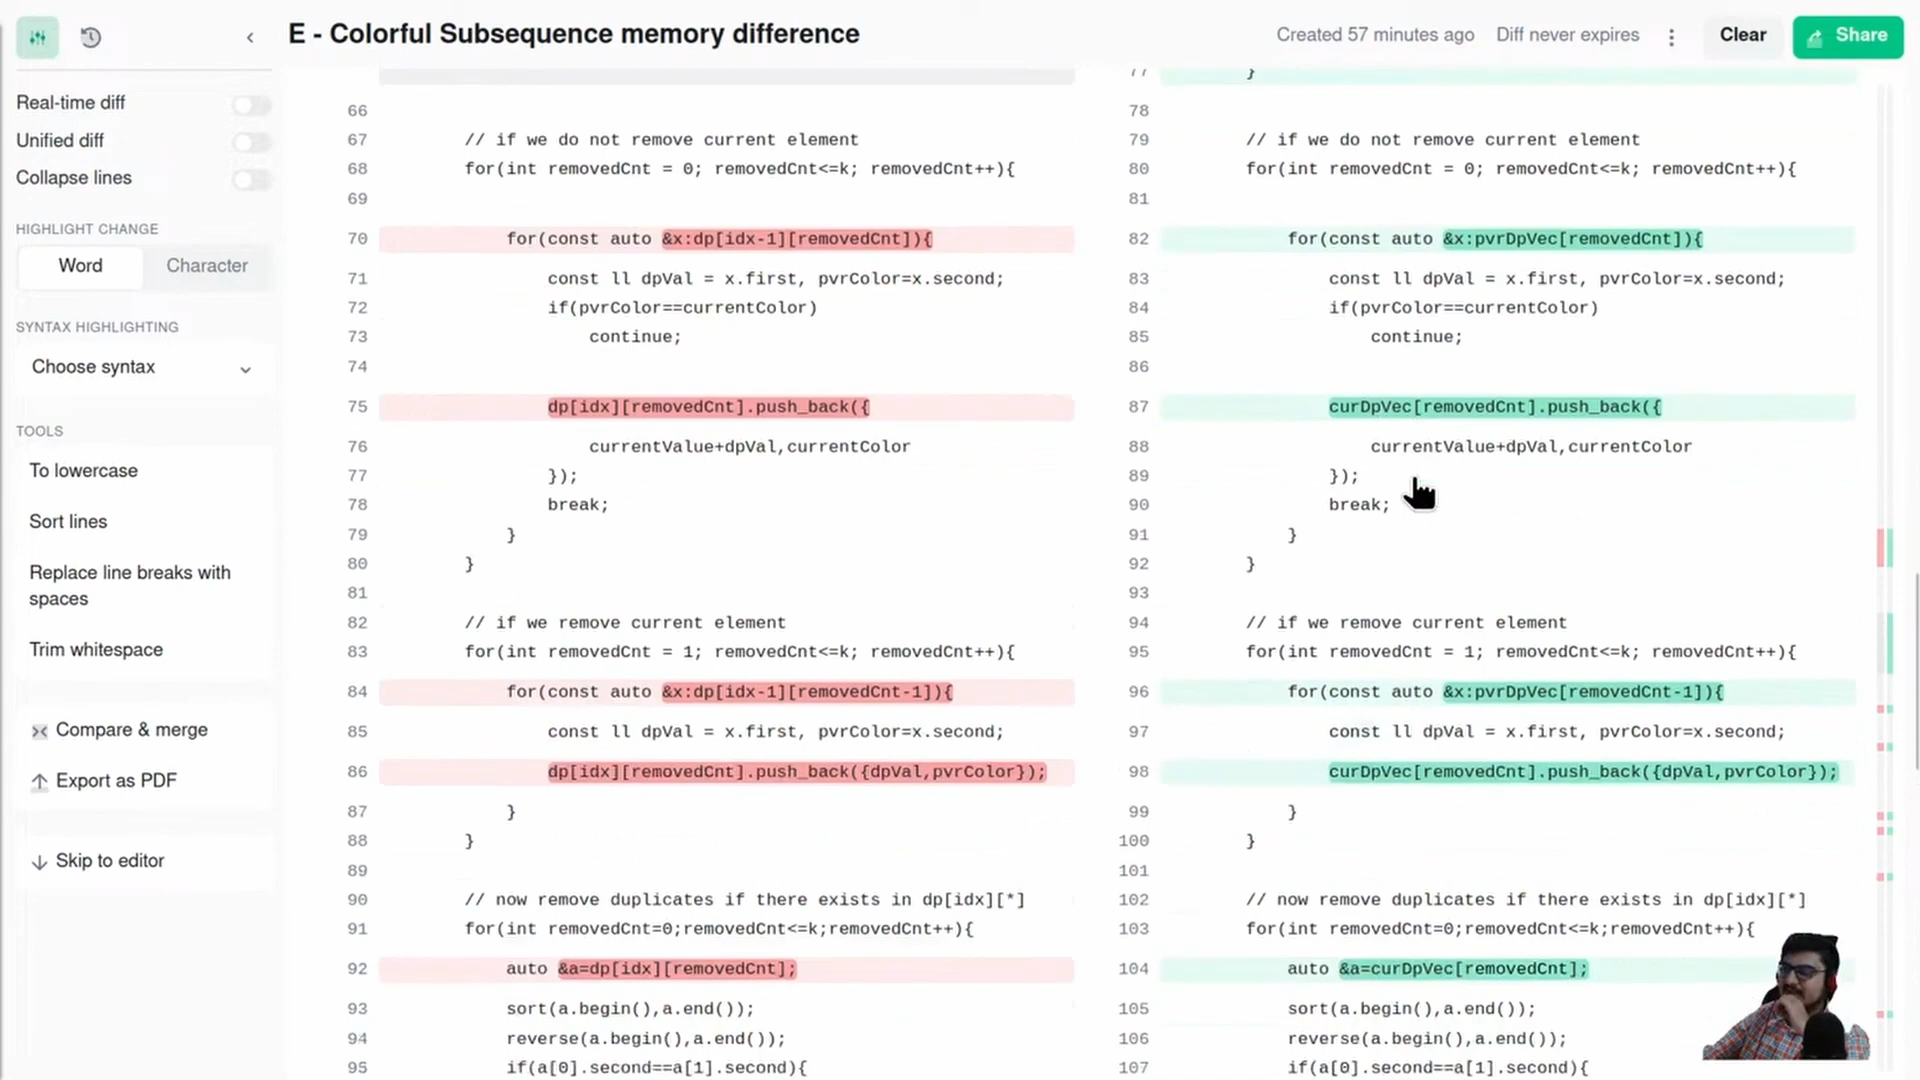 E - Colorful Subsequence memory difference
Created 57 minutes ago
Diff never expires
Clear
Share
Real-time diff
Unified diff
Collapse lines
HIGHLIGHT CHANGE
Word
Character
SYNTAX HIGHLIGHTING
Choose syntax
TOOLS
To lowercase
Sort lines
Replace line breaks with
spaces
Trim whitespace
Compare & merge
Export as PDF
Skip to editor
66
67 // if we do not remove current element
68 for(int removedCnt = 0; removedCnt<=k; removedCnt++){
69
70 for(const auto &x:dp[idx-1][removedCnt]){
71 const ll dpVal = x.first, pvrColor=x.second;
72 if(pvrColor==currentColor)
73 continue;
74
75 dp[idx][removedCnt].push_back({
76 currentValue+dpVal,currentColor
77 });
78 break;
79 }
80 }
81
82 // if we remove current element
83 for(int removedCnt = 1; removedCnt<=k; removedCnt++){
84 for(const auto &x:dp[idx-1][removedCnt-1]){
85 const ll dpVal = x.first, pvrColor=x.second;
86 dp[idx][removedCnt].push_back({dpVal,pvrColor});
87 }
88 }
89
90 // now remove duplicates if there exists in dp[idx][*]
91 for(int removedCnt=0;removedCnt<=k;removedCnt++){
92 auto &a=dp[idx][removedCnt];
93 sort(a.begin(),a.end());
94 reverse(a.begin(),a.end());
95 if(a[0].second==a[1].second){
77 }
78
79 // if we do not remove current element
80 for(int removedCnt = 0; removedCnt<=k; removedCnt++){
81
82 for(const auto &x:pvrDpVec[removedCnt]){
83 const ll dpVal = x.first, pvrColor=x.second;
84 if(pvrColor==currentColor)
85 continue;
86
87 curDpVec[removedCnt].push_back({
88 currentValue+dpVal,currentColor
89 });
90 break;
91 }
92 }
93
94 // if we remove current element
95 for(int removedCnt = 1; removedCnt<=k; removedCnt++){
96 for(const auto &x:pvrDpVec[removedCnt-1]){
97 const ll dpVal = x.first, pvrColor=x.second;
98 curDpVec[removedCnt].push_back({dpVal,pvrColor});
99 }
100 }
101
102 // now remove duplicates if there exists in dp[idx][*]
103 for(int removedCnt=0;removedCnt<=k;removedCnt++){
104 auto &a=curDpVec[removedCnt];
105 sort(a.begin(),a.end());
106 reverse(a.begin(),a.end());
107 if(a[0].second==a[1].second){